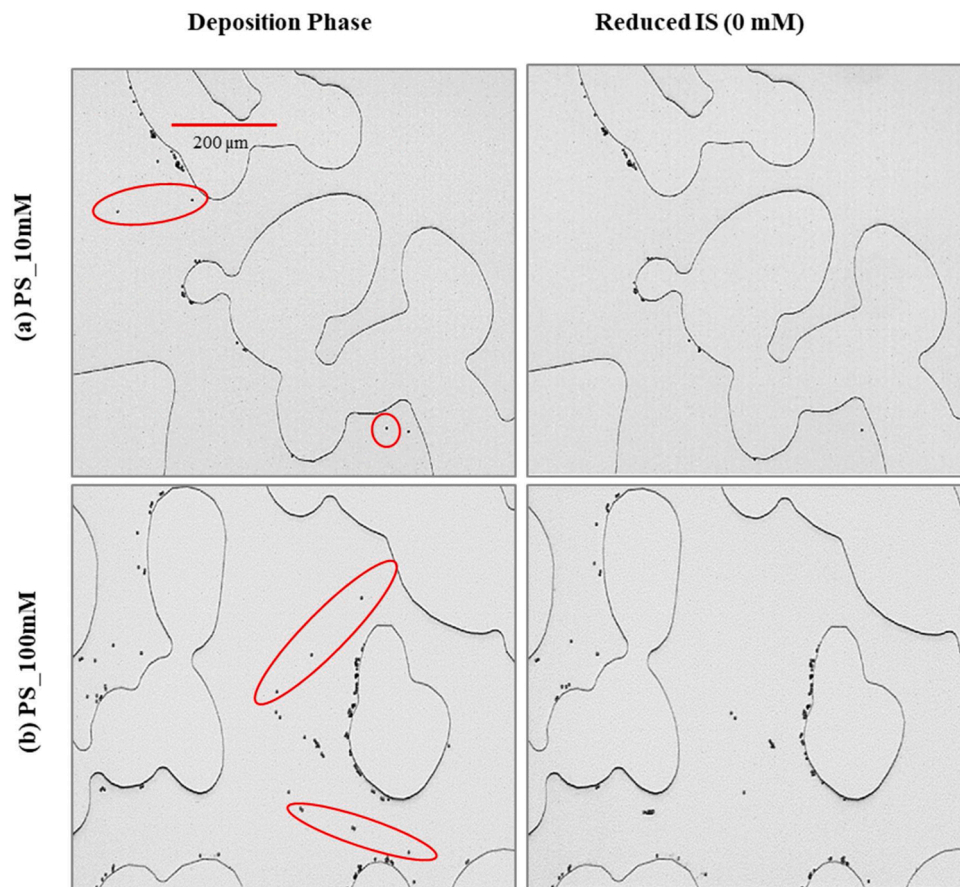 Deposition Phase
Reduced IS (0 mM)
(a) PS_10mM
200 µm
(b) PS_100mM